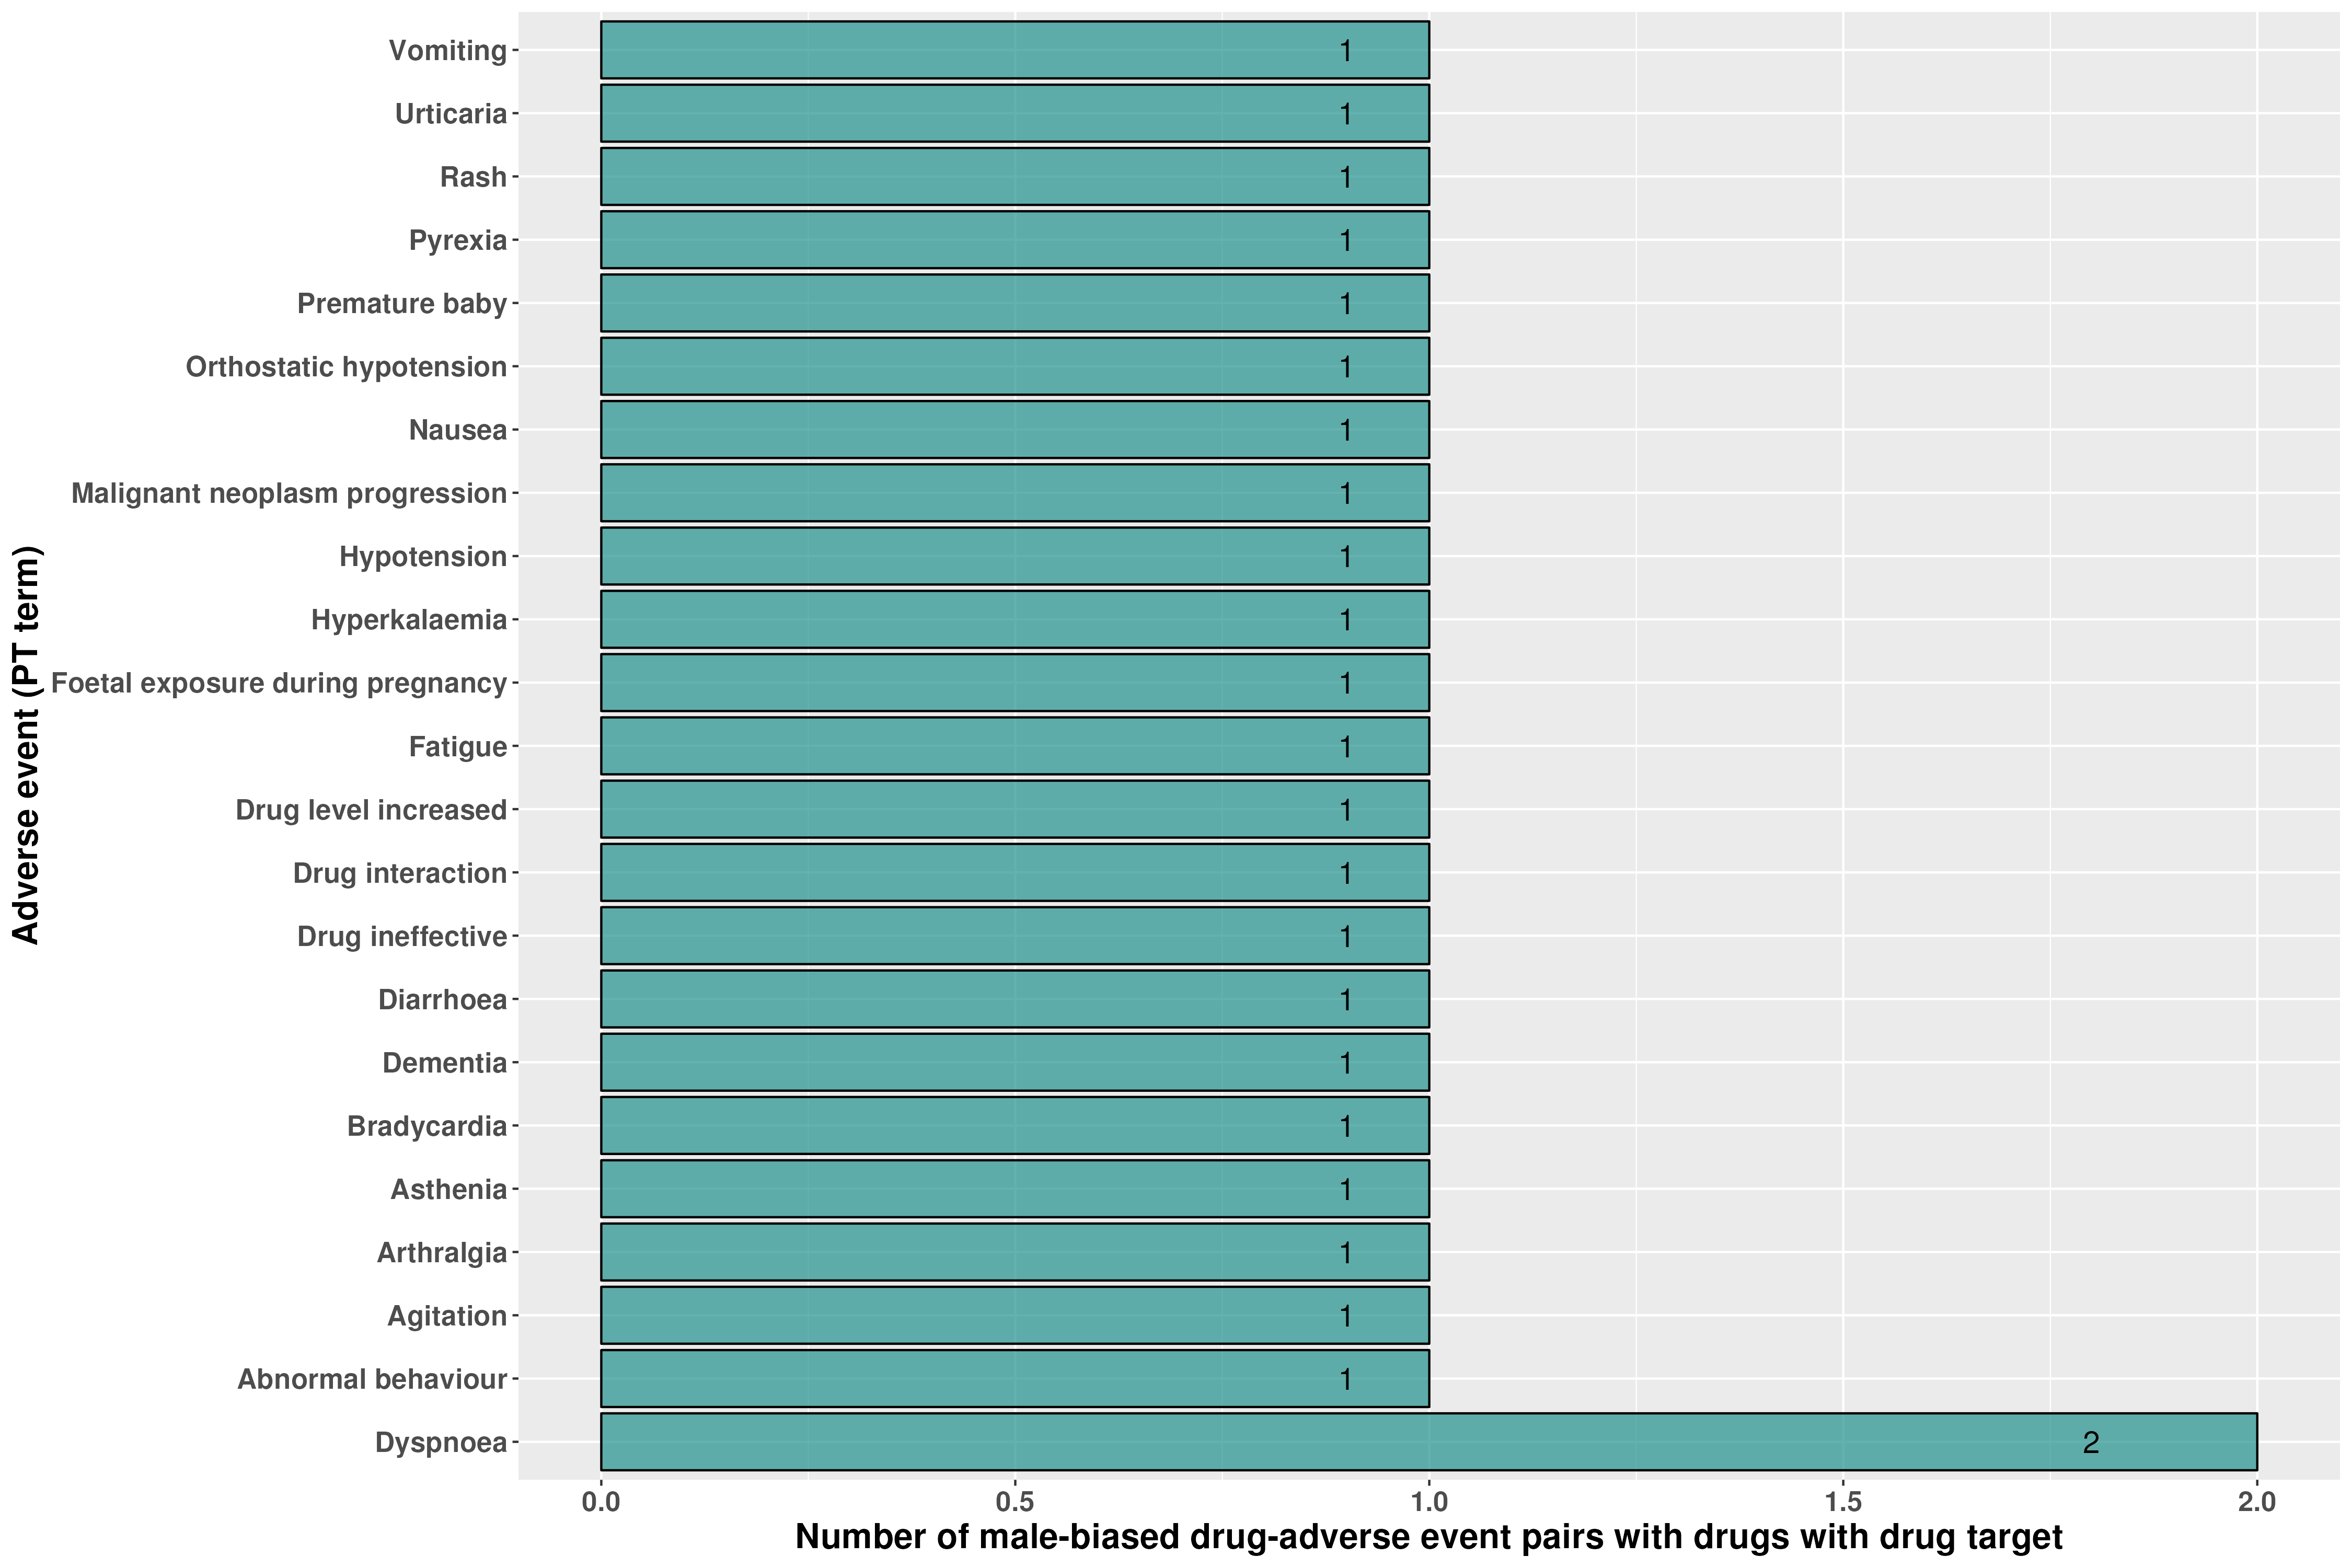 Adverse event (PT term)
Vomiting 1
Urticaria 1
Rash 1
Pyrexia 1
Premature baby 1
Orthostatic hypotension 1
Nausea 1
Malignant neoplasm progression 1
Hypotension 1
Hyperkalaemia 1
Foetal exposure during pregnancy 1
Fatigue 1
Drug level increased 1
Drug interaction 1
Drug ineffective 1
Diarrhoea 1
Dementia 1
Bradycardia 1
Asthenia 1
Arthralgia 1
Agitation 1
Abnormal behaviour 1
Dyspnoea 2
0.0 0.5 1.0 1.5 2.0
Number of male-biased drug-adverse event pairs with drugs with drug target